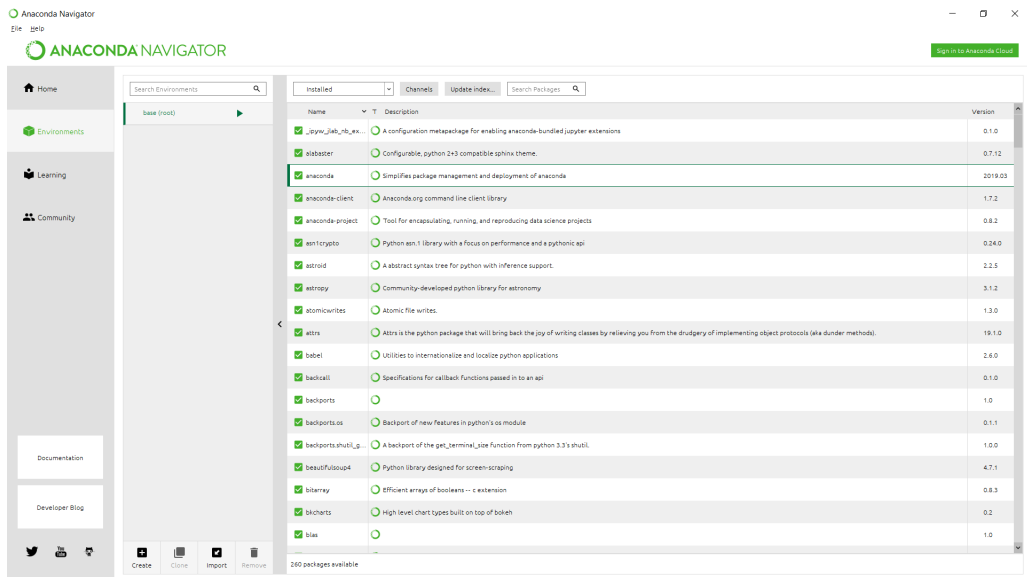 Anaconda Navigator
File Help
ANACONDA NAVIGATOR
Sign in to Anaconda Cloud
Home
Environments
Learning
Community
Documentation
Developer Blog
You Tube
Search Environments
base (root)
Create Clone Import Remove
Installed Channels Update index... Search Packages
Name T Description Version
_ipyw_jlab_nb_ex... A configuration metapackage for enabling anaconda-bundled jupyter extensions 0.1.0
alabaster Configurable, python 2+3 compatible sphinx theme. 0.7.12
anaconda Simplifies package management and deployment of anaconda 2019.03
anaconda-client Anaconda.org command line client library 1.7.2
anaconda-project Tool for encapsulating, running, and reproducing data science projects 0.8.2
asn1crypto Python asn.1 library with a focus on performance and a pythonic api 0.24.0
astroid A abstract syntax tree for python with inference support. 2.2.5
astropy Community-developed python library for astronomy 3.1.2
atomicwrites Atomic file writes. 1.3.0
attrs Attrs is the python package that will bring back the joy of writing classes by relieving you from the drudgery of implementing object protocols (aka dunder methods). 19.1.0
babel Utilities to internationalize and localize python applications 2.6.0
backcall Specifications for callback functions passed in to an api 0.1.0
backports 1.0
backports.os Backport of new features in python's os module 0.1.1
backports.shutil_g... A backport of the get_terminal_size function from python 3.3's shutil. 1.0.0
beautifulsoup4 Python library designed for screen-scraping 4.7.1
bitarray Efficient arrays of booleans -- c extension 0.8.3
bkcharts High level chart types built on top of bokeh 0.2
blas 1.0
260 packages available